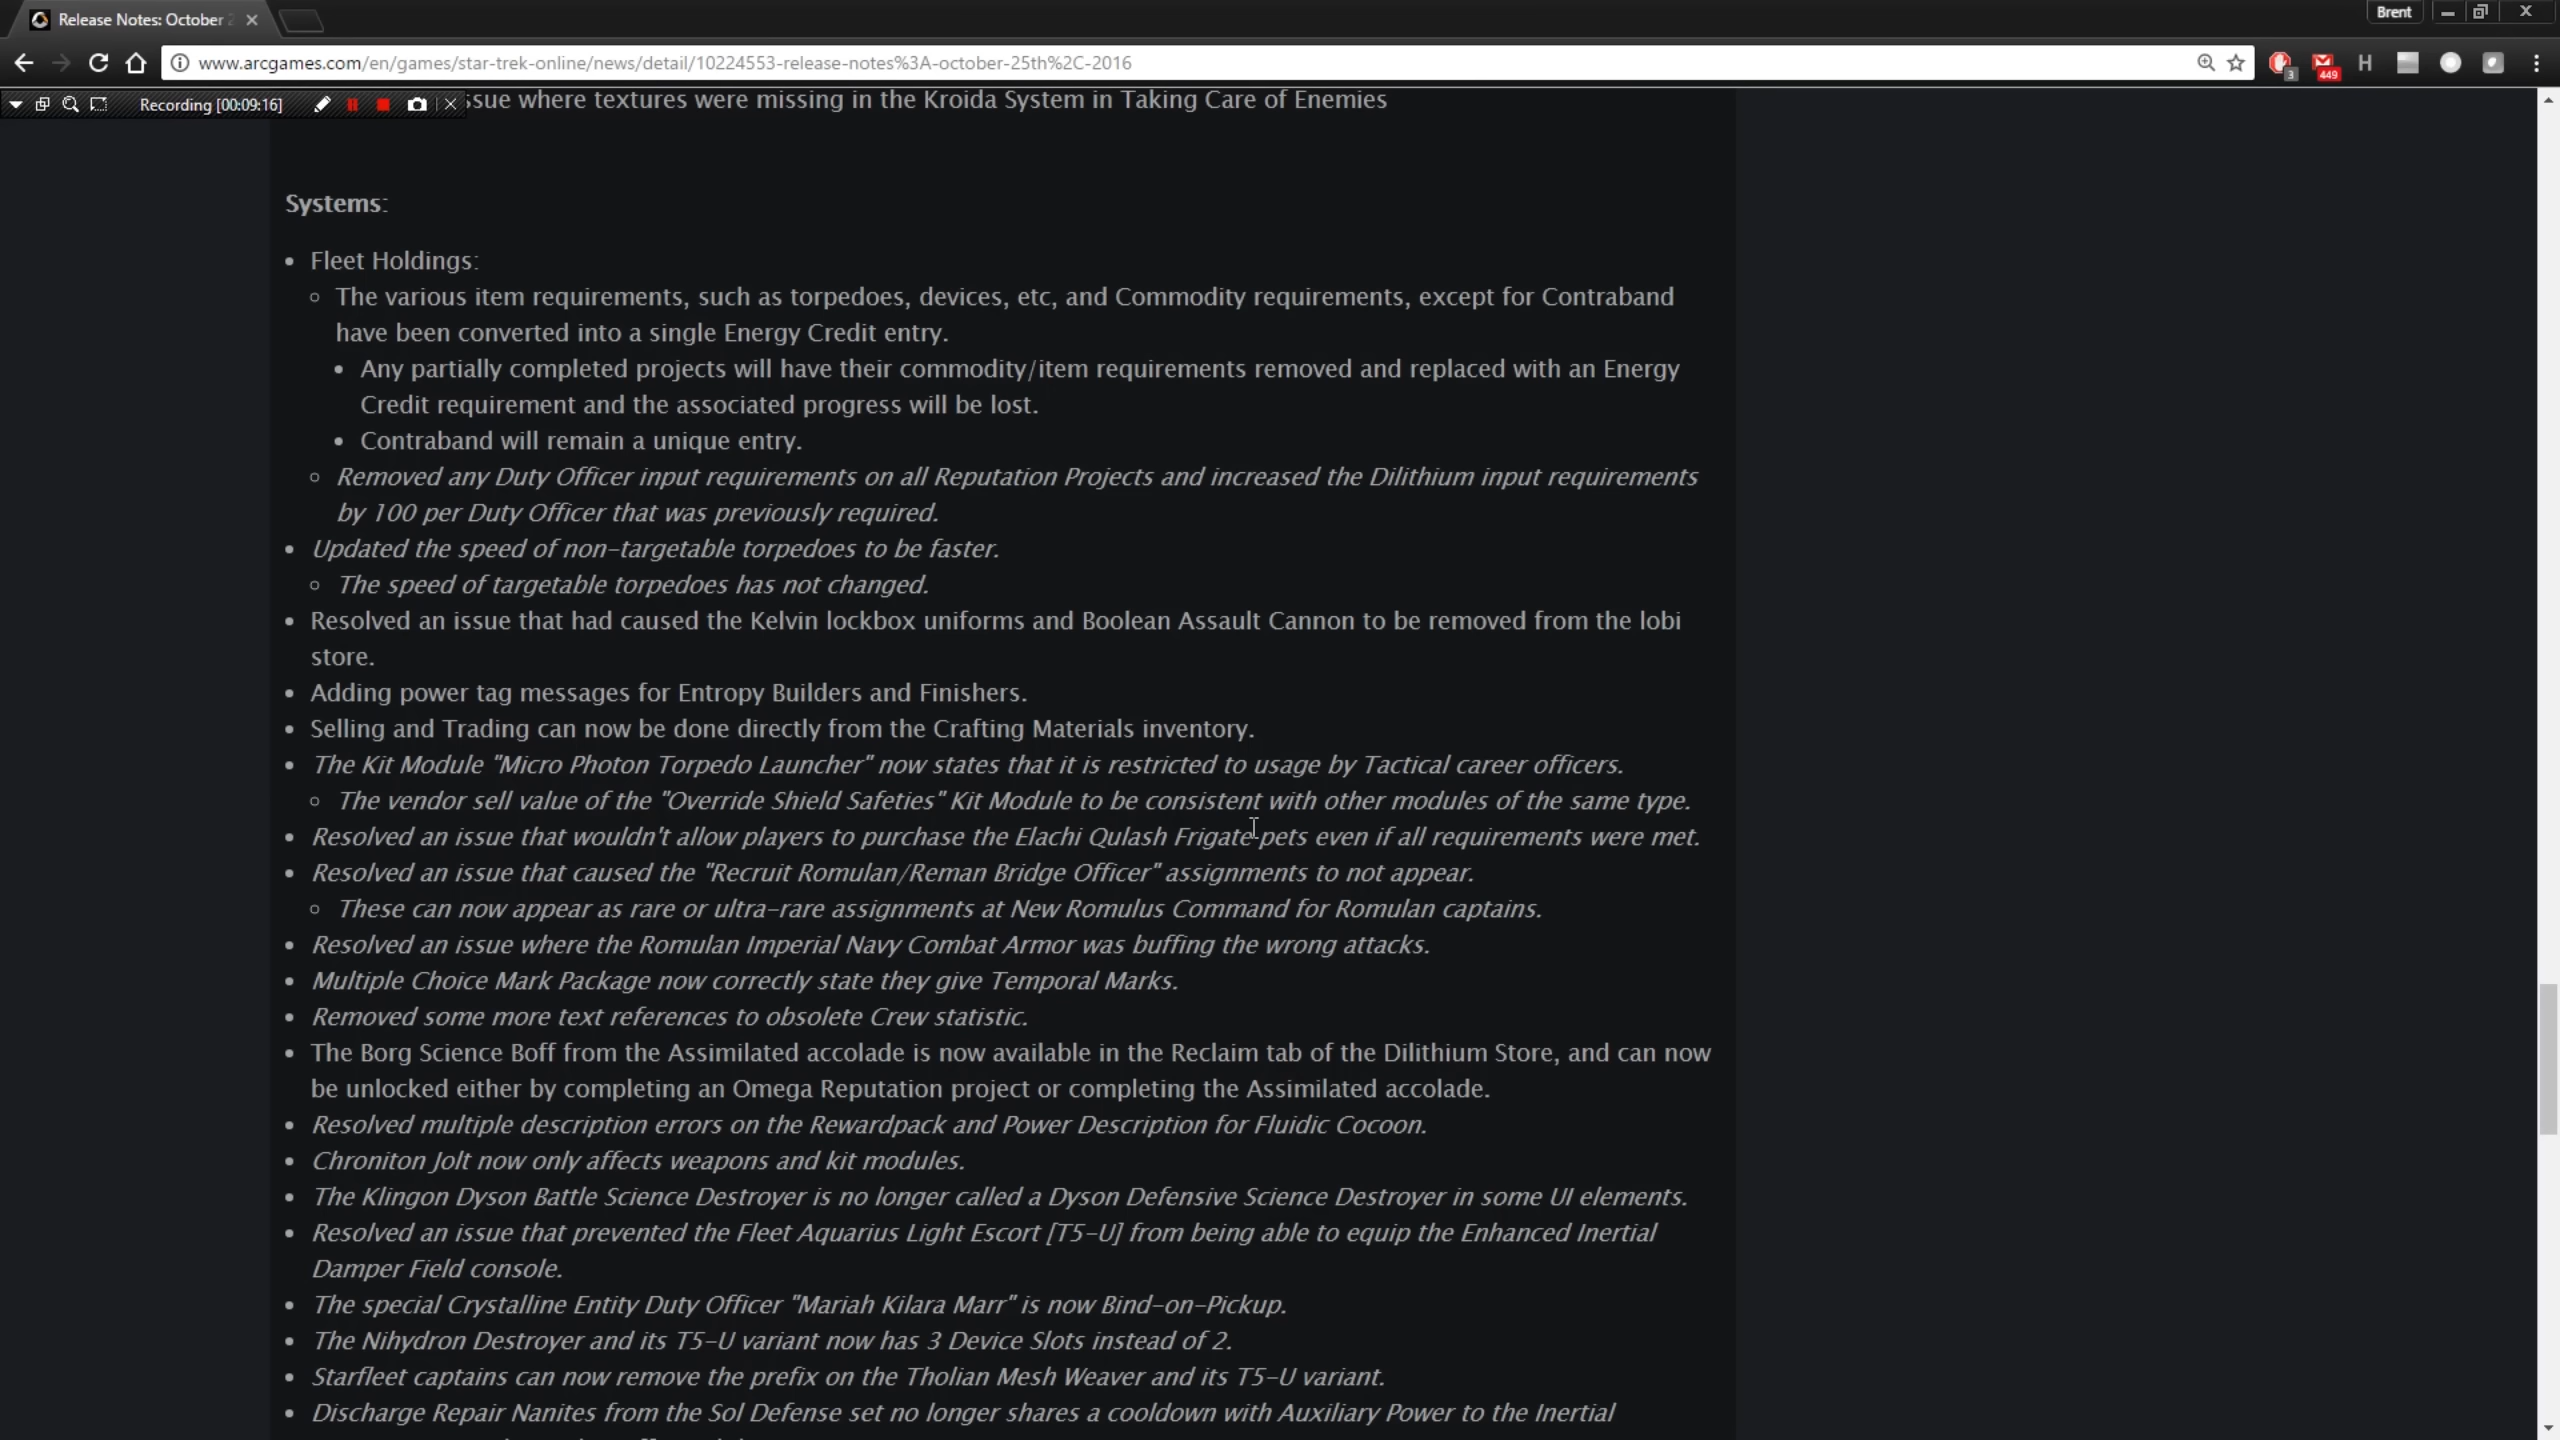 Release Notes: October 2
Brent
www.arcgames.com/en/games/star-trek-online/news/detail/10224553-release-notes%3A-october-25th%2C-2016
3
449
H
Recording [00:09:16]
ssue where textures were missing in the Kroida System in Taking Care of Enemies
Systems:
• Fleet Holdings:
◦ The various item requirements, such as torpedoes, devices, etc, and Commodity requirements, except for Contraband
have been converted into a single Energy Credit entry.
• Any partially completed projects will have their commodity/item requirements removed and replaced with an Energy
Credit requirement and the associated progress will be lost.
• Contraband will remain a unique entry.
◦ Removed any Duty Officer input requirements on all Reputation Projects and increased the Dilithium input requirements
by 100 per Duty Officer that was previously required.
• Updated the speed of non-targetable torpedoes to be faster.
◦ The speed of targetable torpedoes has not changed.
• Resolved an issue that had caused the Kelvin lockbox uniforms and Boolean Assault Cannon to be removed from the lobi
store.
• Adding power tag messages for Entropy Builders and Finishers.
• Selling and Trading can now be done directly from the Crafting Materials inventory.
• The Kit Module "Micro Photon Torpedo Launcher" now states that it is restricted to usage by Tactical career officers.
◦ The vendor sell value of the "Override Shield Safeties" Kit Module to be consistent with other modules of the same type.
• Resolved an issue that wouldn't allow players to purchase the Elachi Qulash Frigate pets even if all requirements were met.
• Resolved an issue that caused the "Recruit Romulan/Reman Bridge Officer" assignments to not appear.
◦ These can now appear as rare or ultra-rare assignments at New Romulus Command for Romulan captains.
• Resolved an issue where the Romulan Imperial Navy Combat Armor was buffing the wrong attacks.
• Multiple Choice Mark Package now correctly state they give Temporal Marks.
• Removed some more text references to obsolete Crew statistic.
• The Borg Science Boff from the Assimilated accolade is now available in the Reclaim tab of the Dilithium Store, and can now
be unlocked either by completing an Omega Reputation project or completing the Assimilated accolade.
• Resolved multiple description errors on the Rewardpack and Power Description for Fluidic Cocoon.
• Chroniton Jolt now only affects weapons and kit modules.
• The Klingon Dyson Battle Science Destroyer is no longer called a Dyson Defensive Science Destroyer in some UI elements.
• Resolved an issue that prevented the Fleet Aquarius Light Escort [T5-U] from being able to equip the Enhanced Inertial
Damper Field console.
• The special Crystalline Entity Duty Officer "Mariah Kilara Marr" is now Bind-on-Pickup.
• The Nihydron Destroyer and its T5-U variant now has 3 Device Slots instead of 2.
• Starfleet captains can now remove the prefix on the Tholian Mesh Weaver and its T5-U variant.
• Discharge Repair Nanites from the Sol Defense set no longer shares a cooldown with Auxiliary Power to the Inertial